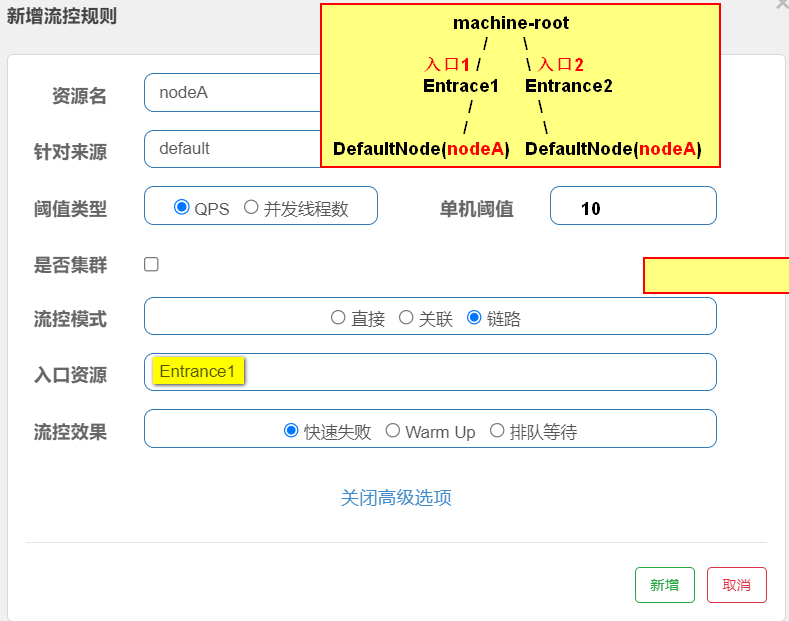 新增流控规则
×
machine-root
/ \
入口1 / \ 入口2
Entrace1 Entrance2
/ \
/ \
DefaultNode(nodeA) DefaultNode(nodeA)
资源名 nodeA
针对来源 default
阈值类型 QPS 并发线程数 单机阈值 10
是否集群
流控模式 直接 关联 链路
入口资源 Entrance1
流控效果 快速失败 Warm Up 排队等待
关闭高级选项
新增 取消